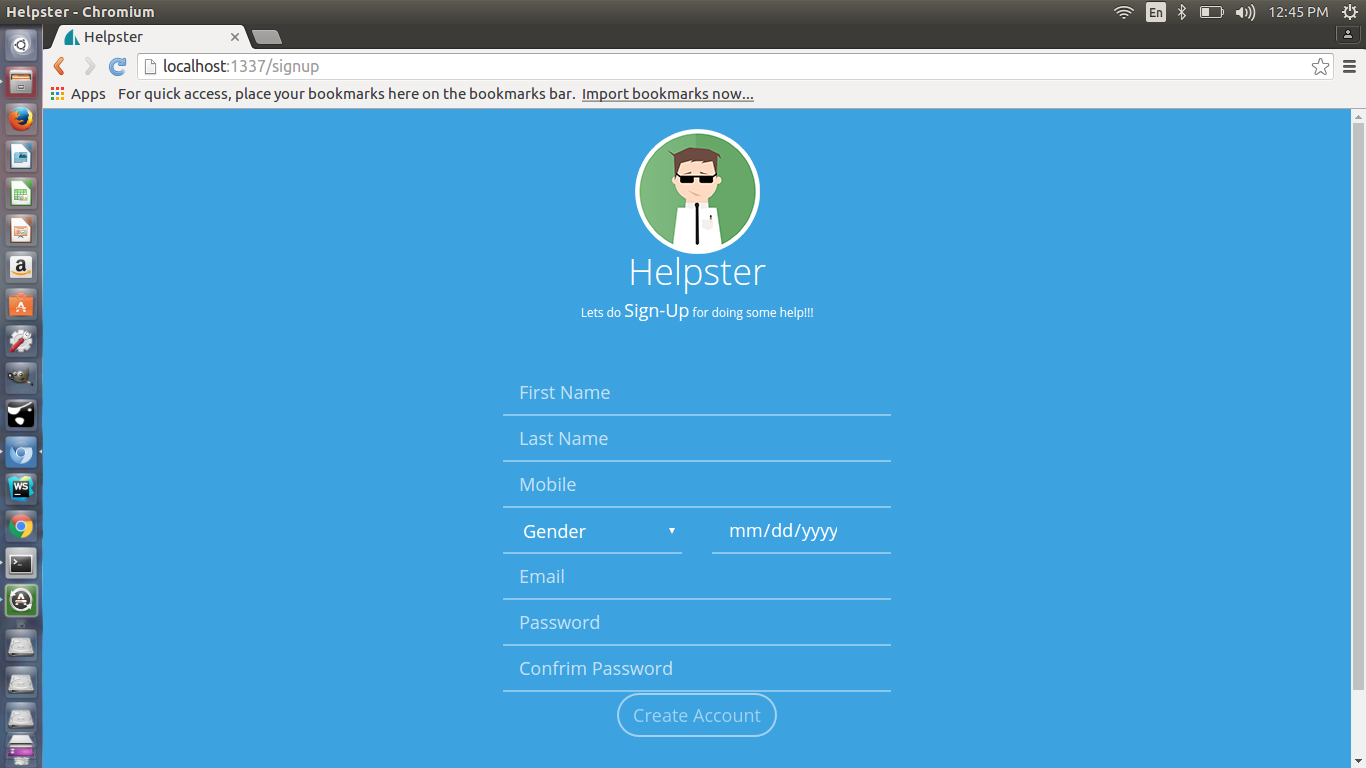 Helpster - Chromium
En
12:45 PM
Helpster
localhost:1337/signup
Apps For quick access, place your bookmarks here on the bookmarks bar. Import bookmarks now...
Helpster
Lets do Sign-Up for doing some help!!!
First Name
Last Name
Mobile
Gender mm/dd/yyyy
Email
Password
Confrim Password
Create Account
a
WS